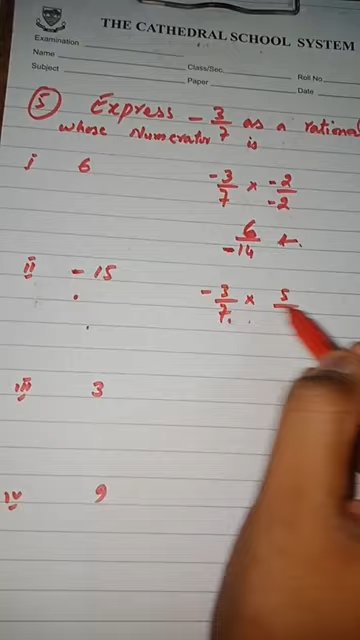 THE CATHEDRAL SCHOOL SYSTEM
Examination
Name
Class/Sec.
Roll No
Subject
Paper
Date
5 Express - 3/7 as a rational
whose Numerator is
i 6 -3/7 × -2/-2
6/-14 ←.
ii - 15 -3/7 × 5/
iii 3
iv 9